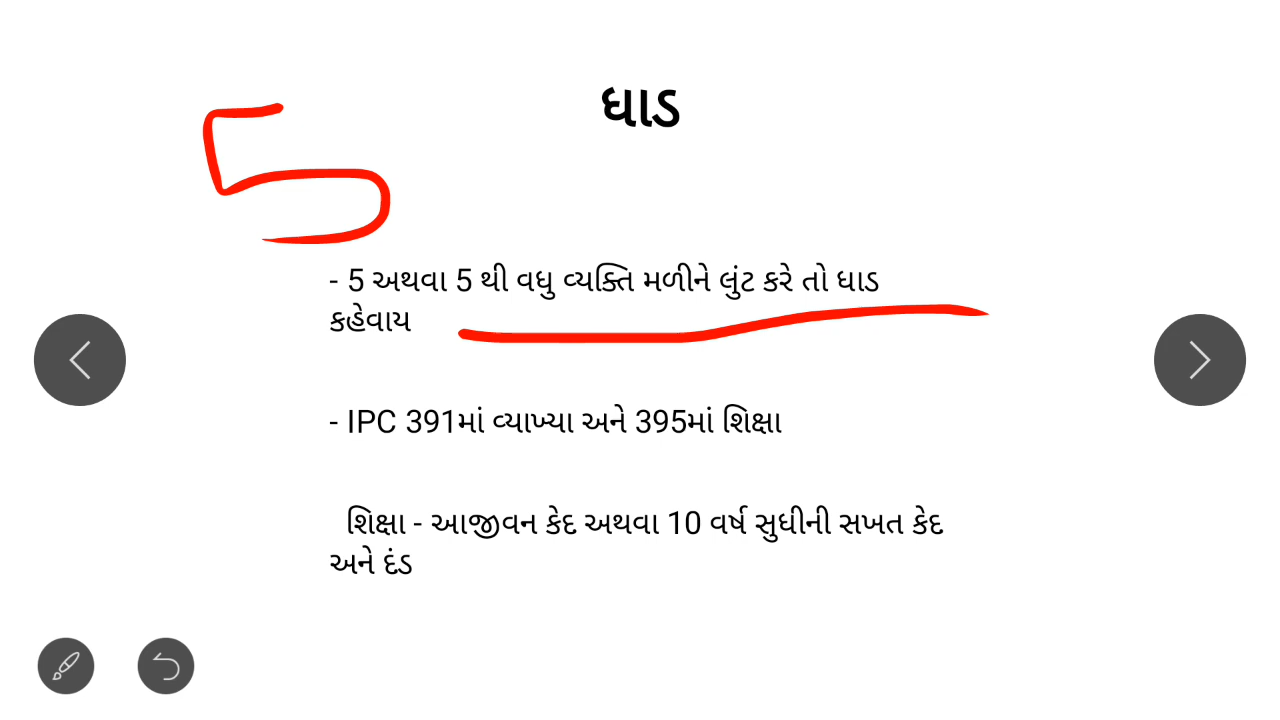 ધાડ
5
- 5 અથવા 5 થી વધુ વ્યક્તિ મળીને લુંટ કરે તો ધાડ
કહેવાય
- IPC 391માં વ્યાખ્યા અને 395માં શિક્ષા
શિક્ષા - આજીવન કેદ અથવા 10 વર્ષ સુધીની સખત કેદ
અને દંડ